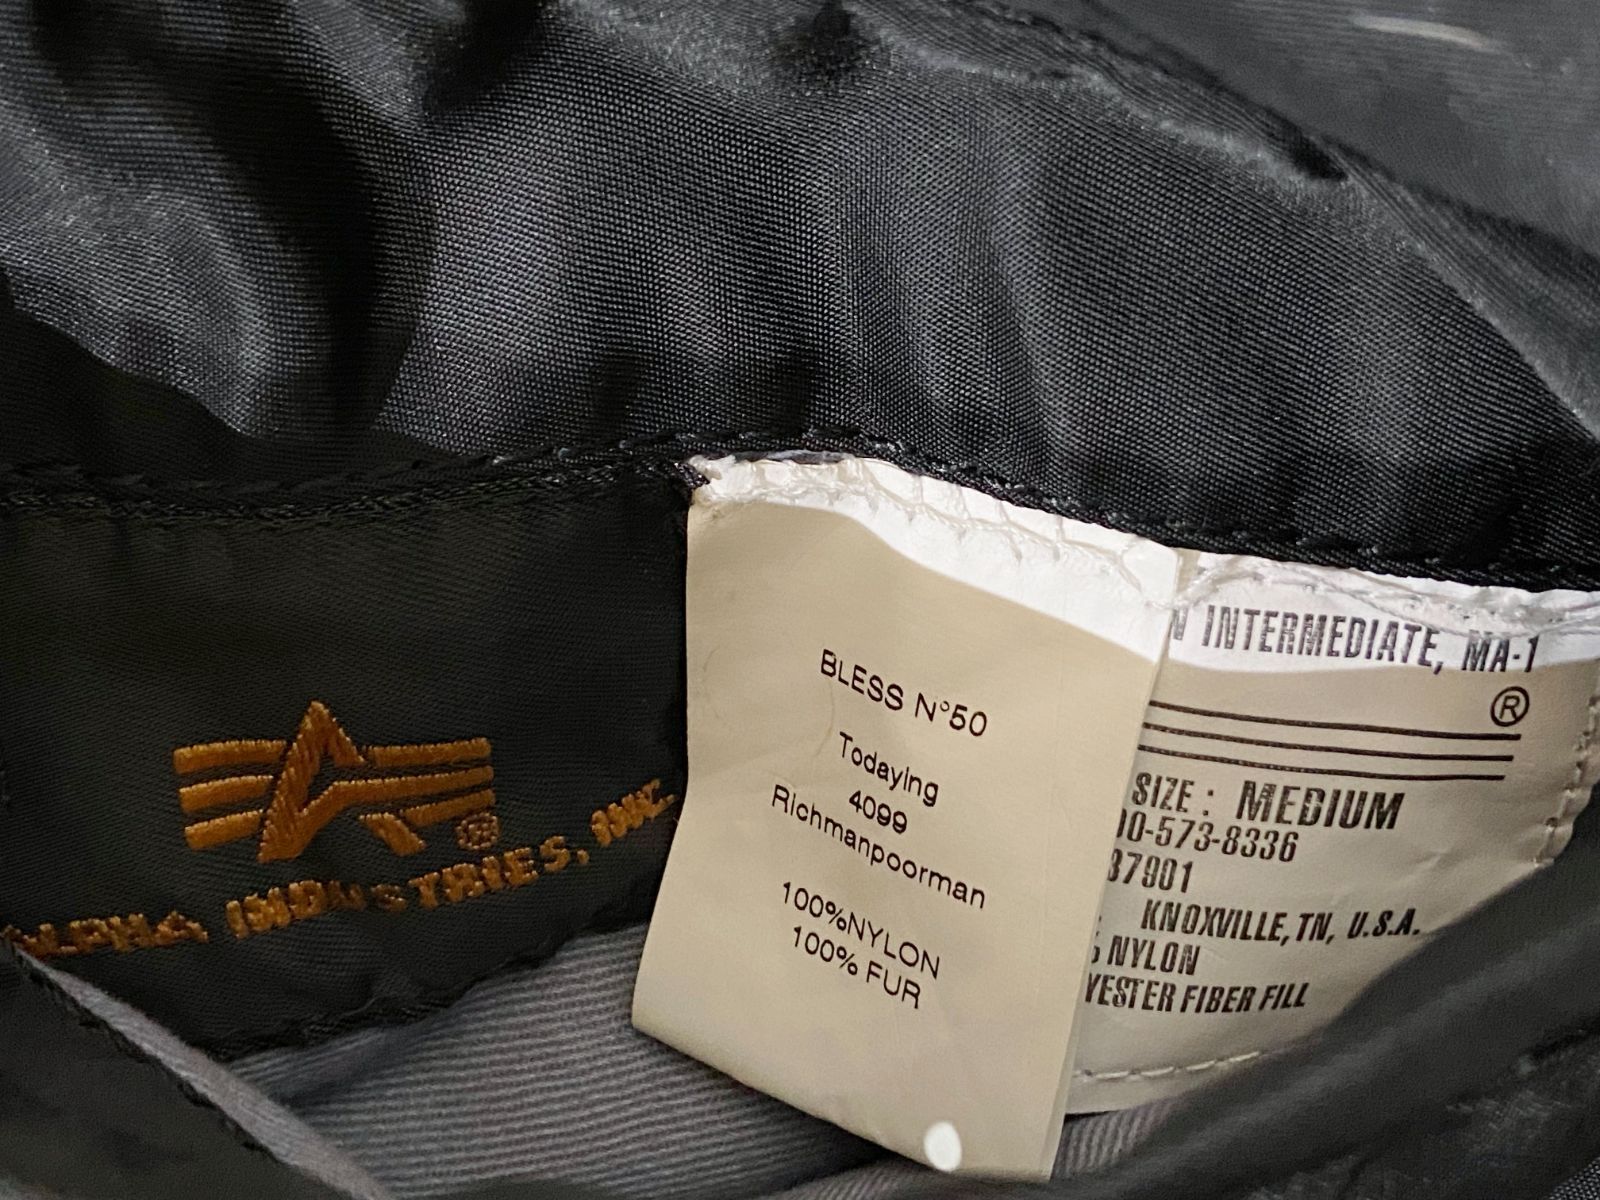 ALPHA INDUSTRIES, INC.
BLESS N°50
Todaying
4099
Richmanpoorman
100%NYLON
100% FUR
INTERMEDIATE, MA-1
®
SIZE : MEDIUM
0-573-8336
37901
KNOXVILLE, TN, U.S.A.
NYLON
YESTER FIBER FILL